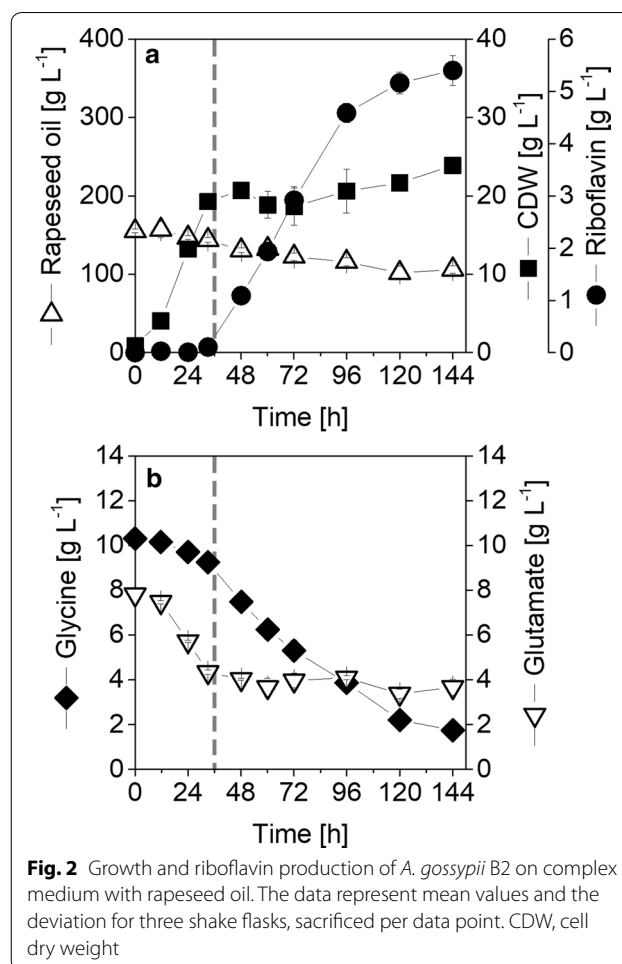 a
400
300
200
100
0
Rapeseed oil [g L-1]
40
30
20
10
0
CDW [g L-1]
6
5
4
3
2
1
0
Riboflavin [g L-1]
0 24 48 72 96 120 144
Time [h]
b
14
12
10
8
6
4
2
0
Glycine [g L-1]
14
12
10
8
6
4
2
0
Glutamate [g L-1]
0 24 48 72 96 120 144
Time [h]
Fig. 2 Growth and riboflavin production of A. gossypii B2 on complex
medium with rapeseed oil. The data represent mean values and the
deviation for three shake flasks, sacrificed per data point. CDW, cell
dry weight